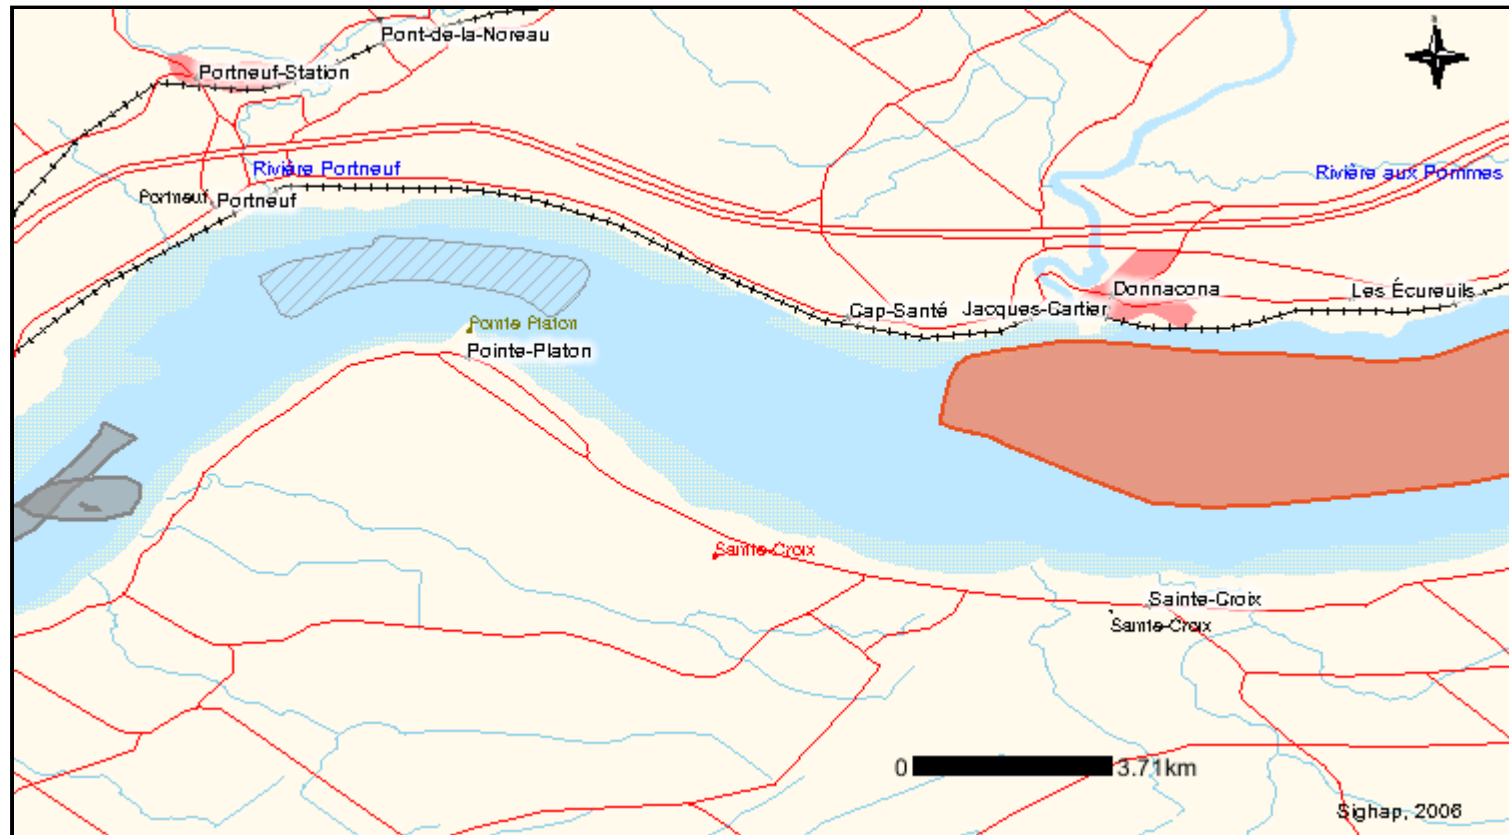 Pont-de-la-Noreau
Portneuf-Station
Rivière Portneuf
Rivière aux Pommes
Portneuf
Portneuf
Donnacona
Les Écureuils
Cap-Santé
Jacques-Cartier
Pointe Platon
Pointe-Platon
Sainte-Croix
Sainte-Croix
Sainte-Croix
0 3.71km
Sighap, 2006